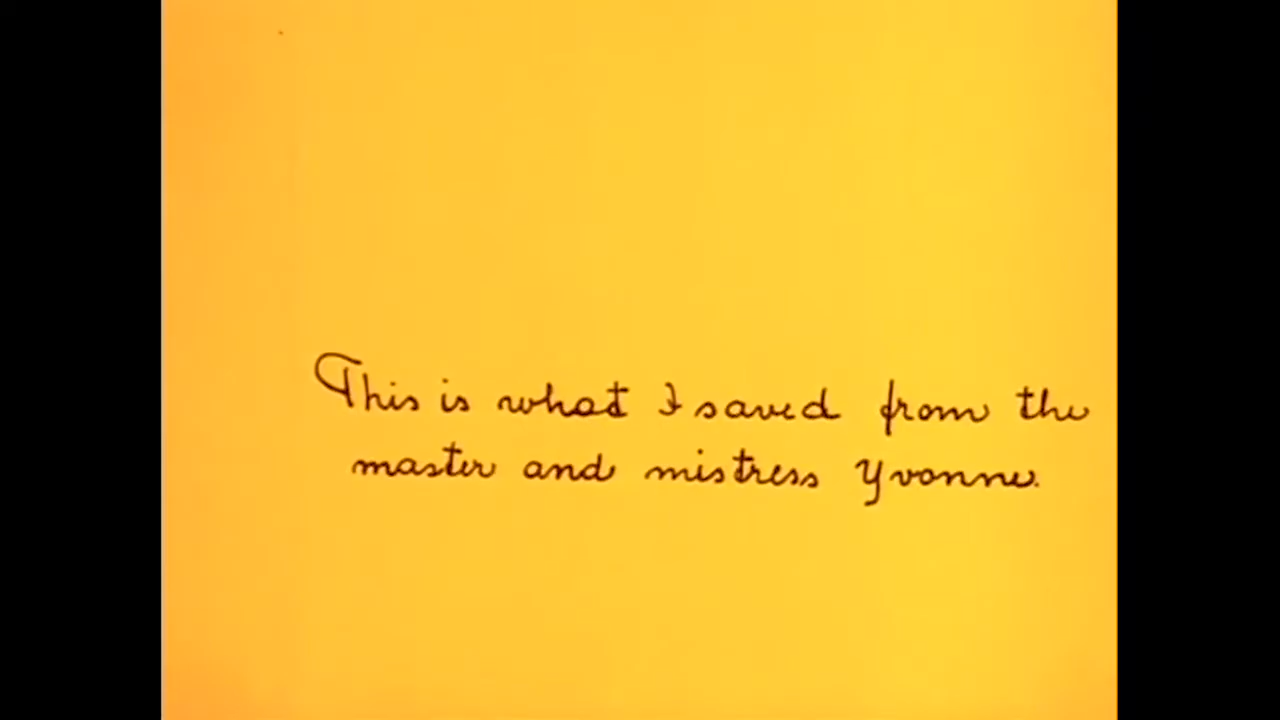 This is what I saved from the
master and mistress Yvonne.